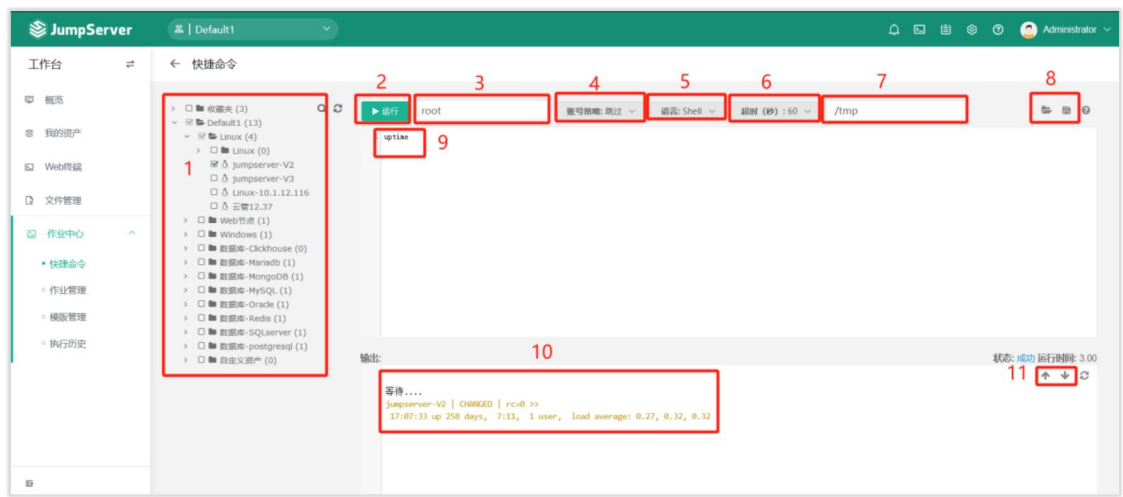 JumpServer
Default1
Administrator
工作台
快捷命令
概览
我的资产
Web终端
文件管理
作业中心
快捷命令
作业管理
模版管理
执行历史
1
收藏夹 (3)
Default1 (13)
Linux (4)
Linux (0)
jumpserver-V2
jumpserver-V3
Linux-10.1.12.116
云管12.37
Web节点 (1)
Windows (1)
数据库-Clickhouse (0)
数据库-Mariadb (1)
数据库-MongoDB (1)
数据库-MySQL (1)
数据库-Oracle (1)
数据库-Redis (1)
数据库-SQLserver (1)
数据库-postgresql (1)
自定义资产 (0)
2 3 4 5 6 7 8
运行 root 账号策略: 跳过 语言: Shell 超时 (秒) : 60 /tmp
uptime
9
10
输出:
状态: 成功 运行时间: 3.00
11
等待....
jumpserver-V2 | CHANGED | rc=0 >>
17:07:33 up 258 days, 7:11, 1 user, load average: 0.27, 0.32, 0.32